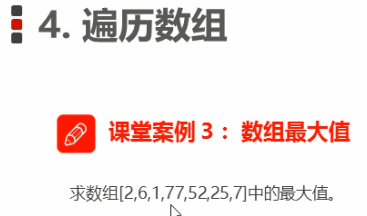 4. 遍历数组
课堂案例 3 ：数组最大值
求数组[2,6,1,77,52,25,7]中的最大值。